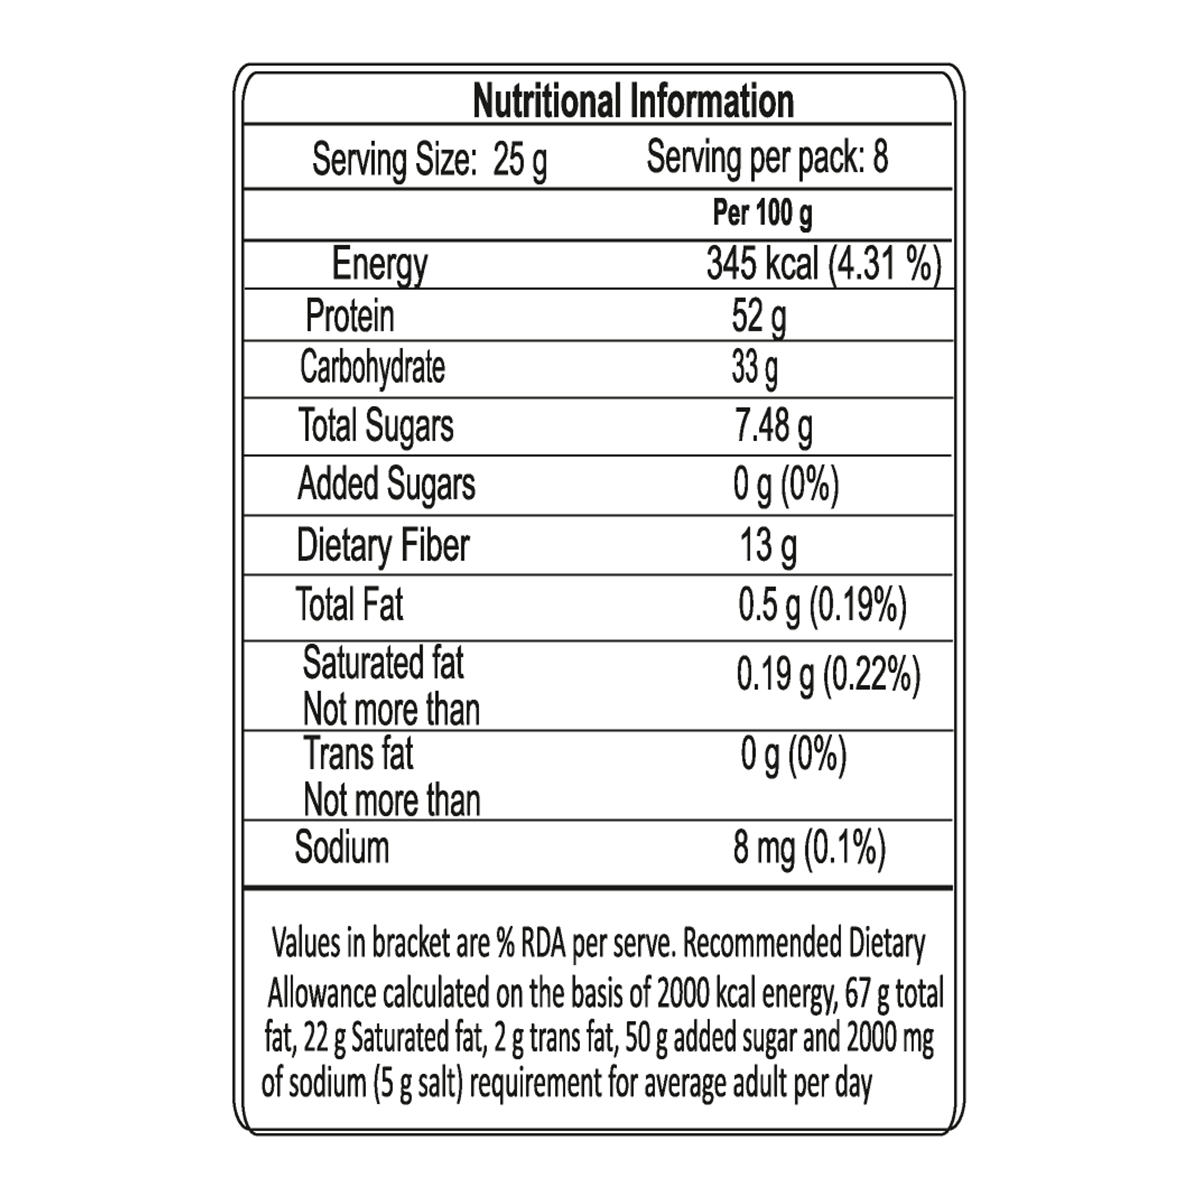 Nutritional Information
Serving Size: 25 g Serving per pack: 8
Per 100 g
Energy 345 kcal (4.31 %)
Protein 52 g
Carbohydrate 33 g
Total Sugars 7.48 g
Added Sugars 0 g (0%)
Dietary Fiber 13 g
Total Fat 0.5 g (0.19%)
Saturated fat 0.19 g (0.22%)
Not more than
Trans fat 0 g (0%)
Not more than
Sodium 8 mg (0.1%)
Values in bracket are % RDA per serve. Recommended Dietary
Allowance calculated on the basis of 2000 kcal energy, 67 g total
fat, 22 g Saturated fat, 2 g trans fat, 50 g added sugar and 2000 mg
of sodium (5 g salt) requirement for average adult per day